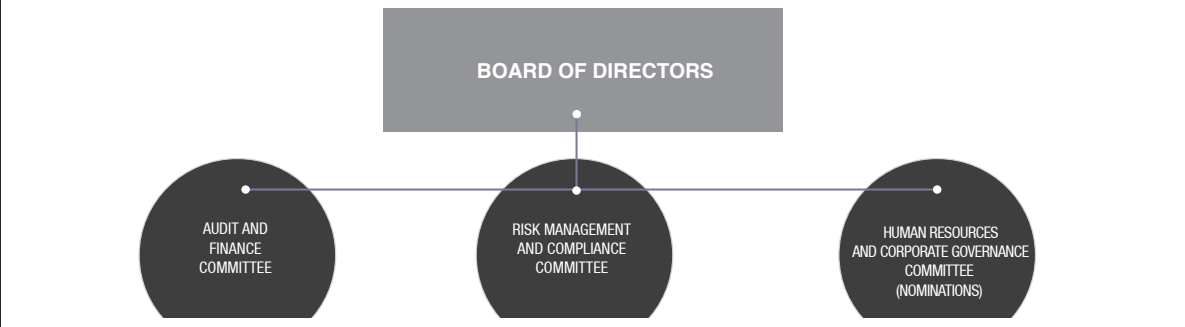 BOARD OF DIRECTORS
AUDIT AND
FINANCE
COMMITTEE
RISK MANAGEMENT
AND COMPLIANCE
COMMITTEE
HUMAN RESOURCES
AND CORPORATE GOVERNANCE
COMMITTEE
(NOMINATIONS)